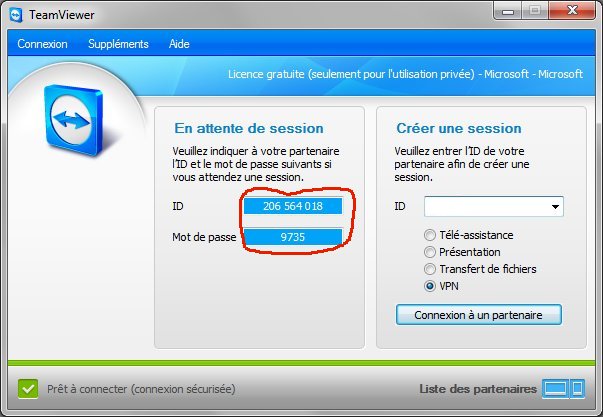 TeamViewer
Connexion Suppléments Aide
Licence gratuite (seulement pour l'utilisation privée) - Microsoft - Microsoft
En attente de session
Veuillez indiquer à votre partenaire
l'ID et le mot de passe suivants si
vous attendez une session.
ID 206 564 018
Mot de passe 9735
Créer une session
Veuillez entrer l'ID de votre
partenaire afin de créer une
session.
ID
Télé-assistance
Présentation
Transfert de fichiers
VPN
Connexion à un partenaire
Prêt à connecter (connexion sécurisée)
Liste des partenaires